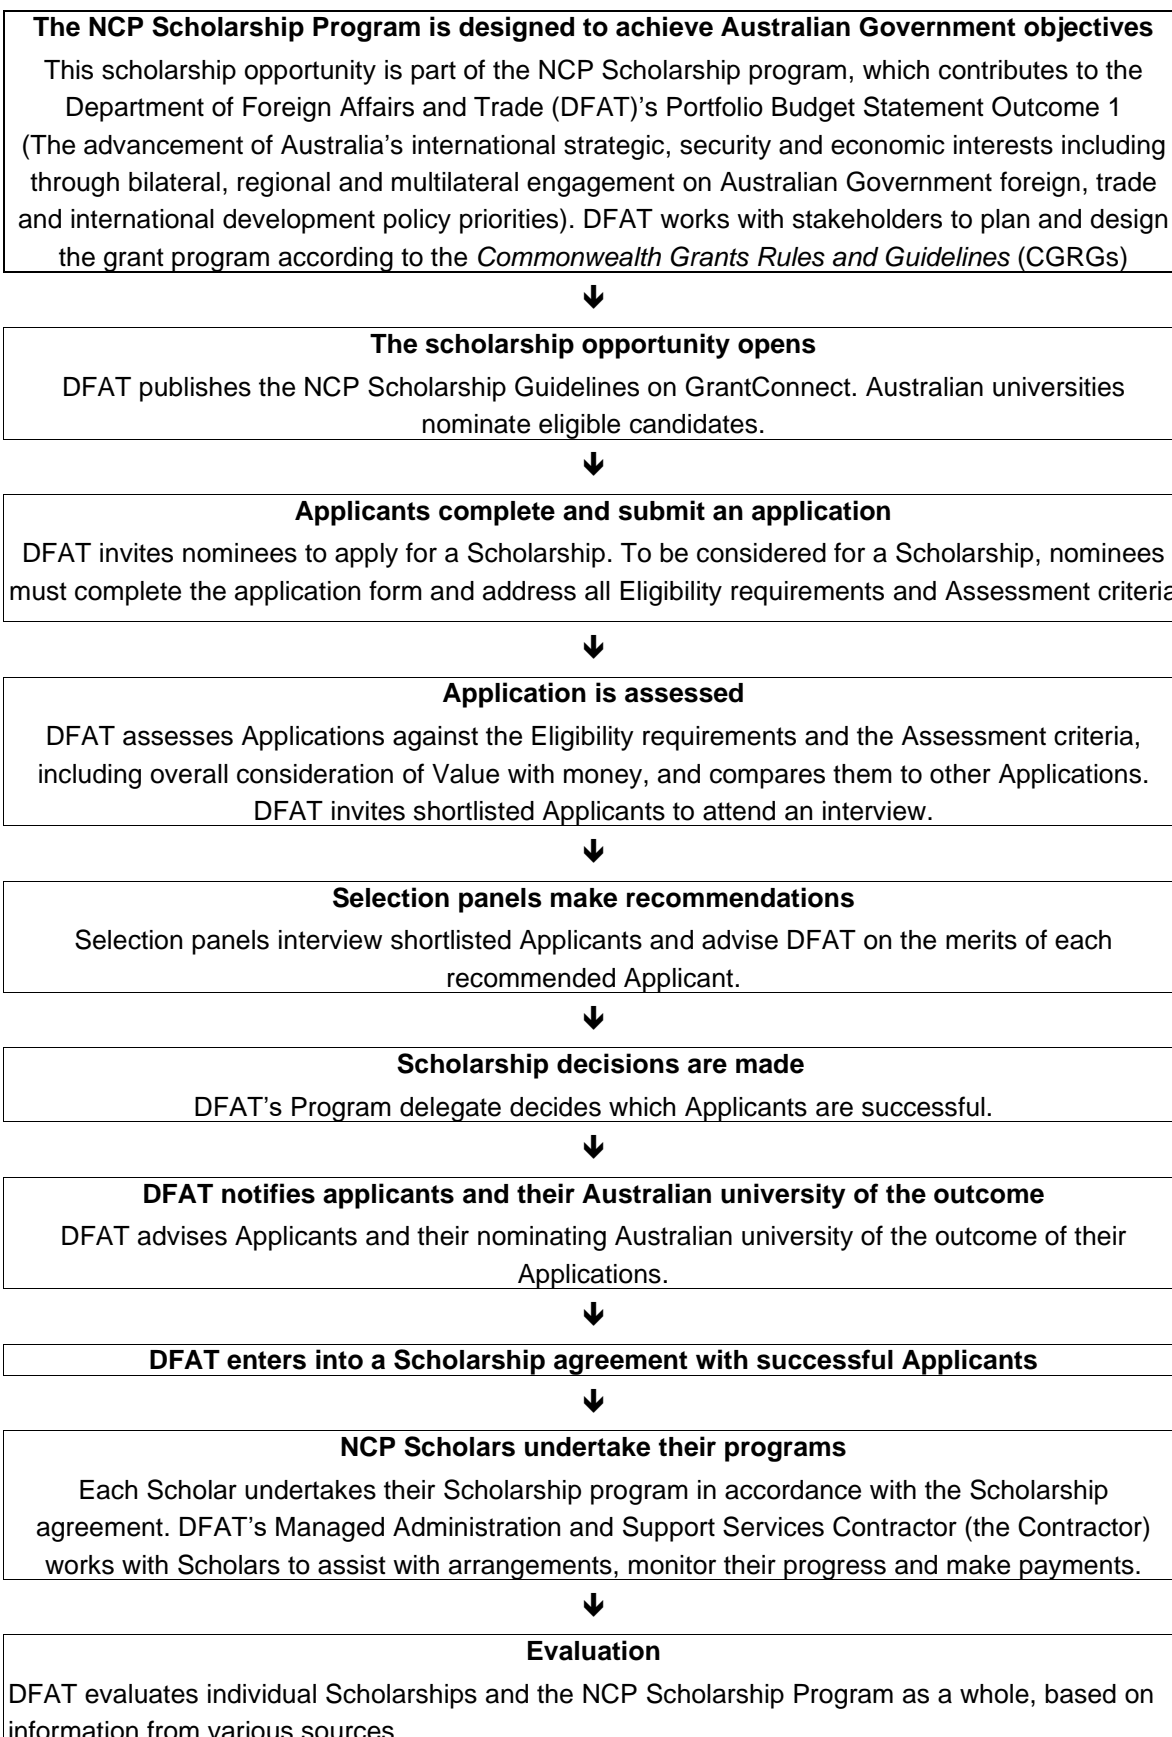 The NCP Scholarship Program is designed to achieve Australian Government objectives
This scholarship opportunity is part of the NCP Scholarship program, which contributes to the
Department of Foreign Affairs and Trade (DFAT)’s Portfolio Budget Statement Outcome 1
(The advancement of Australia’s international strategic, security and economic interests including
through bilateral, regional and multilateral engagement on Australian Government foreign, trade
and international development policy priorities). DFAT works with stakeholders to plan and design
the grant program according to the Commonwealth Grants Rules and Guidelines (CGRGs)
The scholarship opportunity opens
DFAT publishes the NCP Scholarship Guidelines on GrantConnect. Australian universities
nominate eligible candidates.
Applicants complete and submit an application
DFAT invites nominees to apply for a Scholarship. To be considered for a Scholarship, nominees
must complete the application form and address all Eligibility requirements and Assessment criteria
Application is assessed
DFAT assesses Applications against the Eligibility requirements and the Assessment criteria,
including overall consideration of Value with money, and compares them to other Applications.
DFAT invites shortlisted Applicants to attend an interview.
Selection panels make recommendations
Selection panels interview shortlisted Applicants and advise DFAT on the merits of each
recommended Applicant.
Scholarship decisions are made
DFAT’s Program delegate decides which Applicants are successful.
DFAT notifies applicants and their Australian university of the outcome
DFAT advises Applicants and their nominating Australian university of the outcome of their
Applications.
DFAT enters into a Scholarship agreement with successful Applicants
NCP Scholars undertake their programs
Each Scholar undertakes their Scholarship program in accordance with the Scholarship
agreement. DFAT’s Managed Administration and Support Services Contractor (the Contractor)
works with Scholars to assist with arrangements, monitor their progress and make payments.
Evaluation
DFAT evaluates individual Scholarships and the NCP Scholarship Program as a whole, based on
information from various sources